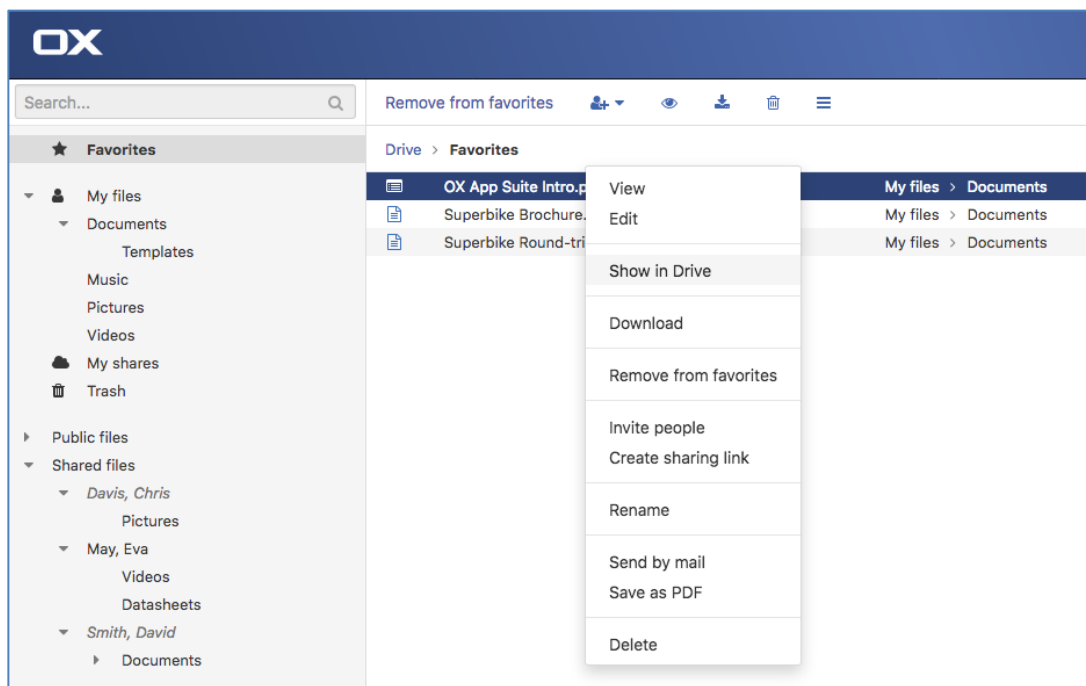 OX
Search...
Remove from favorites
Favorites
Drive > Favorites
My files
Documents
Templates
Music
Pictures
Videos
My shares
Trash
Public files
Shared files
Davis, Chris
Pictures
May, Eva
Videos
Datasheets
Smith, David
Documents
OX App Suite Intro.p
My files > Documents
Superbike Brochure.
My files > Documents
Superbike Round-tri
My files > Documents
View
Edit
Show in Drive
Download
Remove from favorites
Invite people
Create sharing link
Rename
Send by mail
Save as PDF
Delete